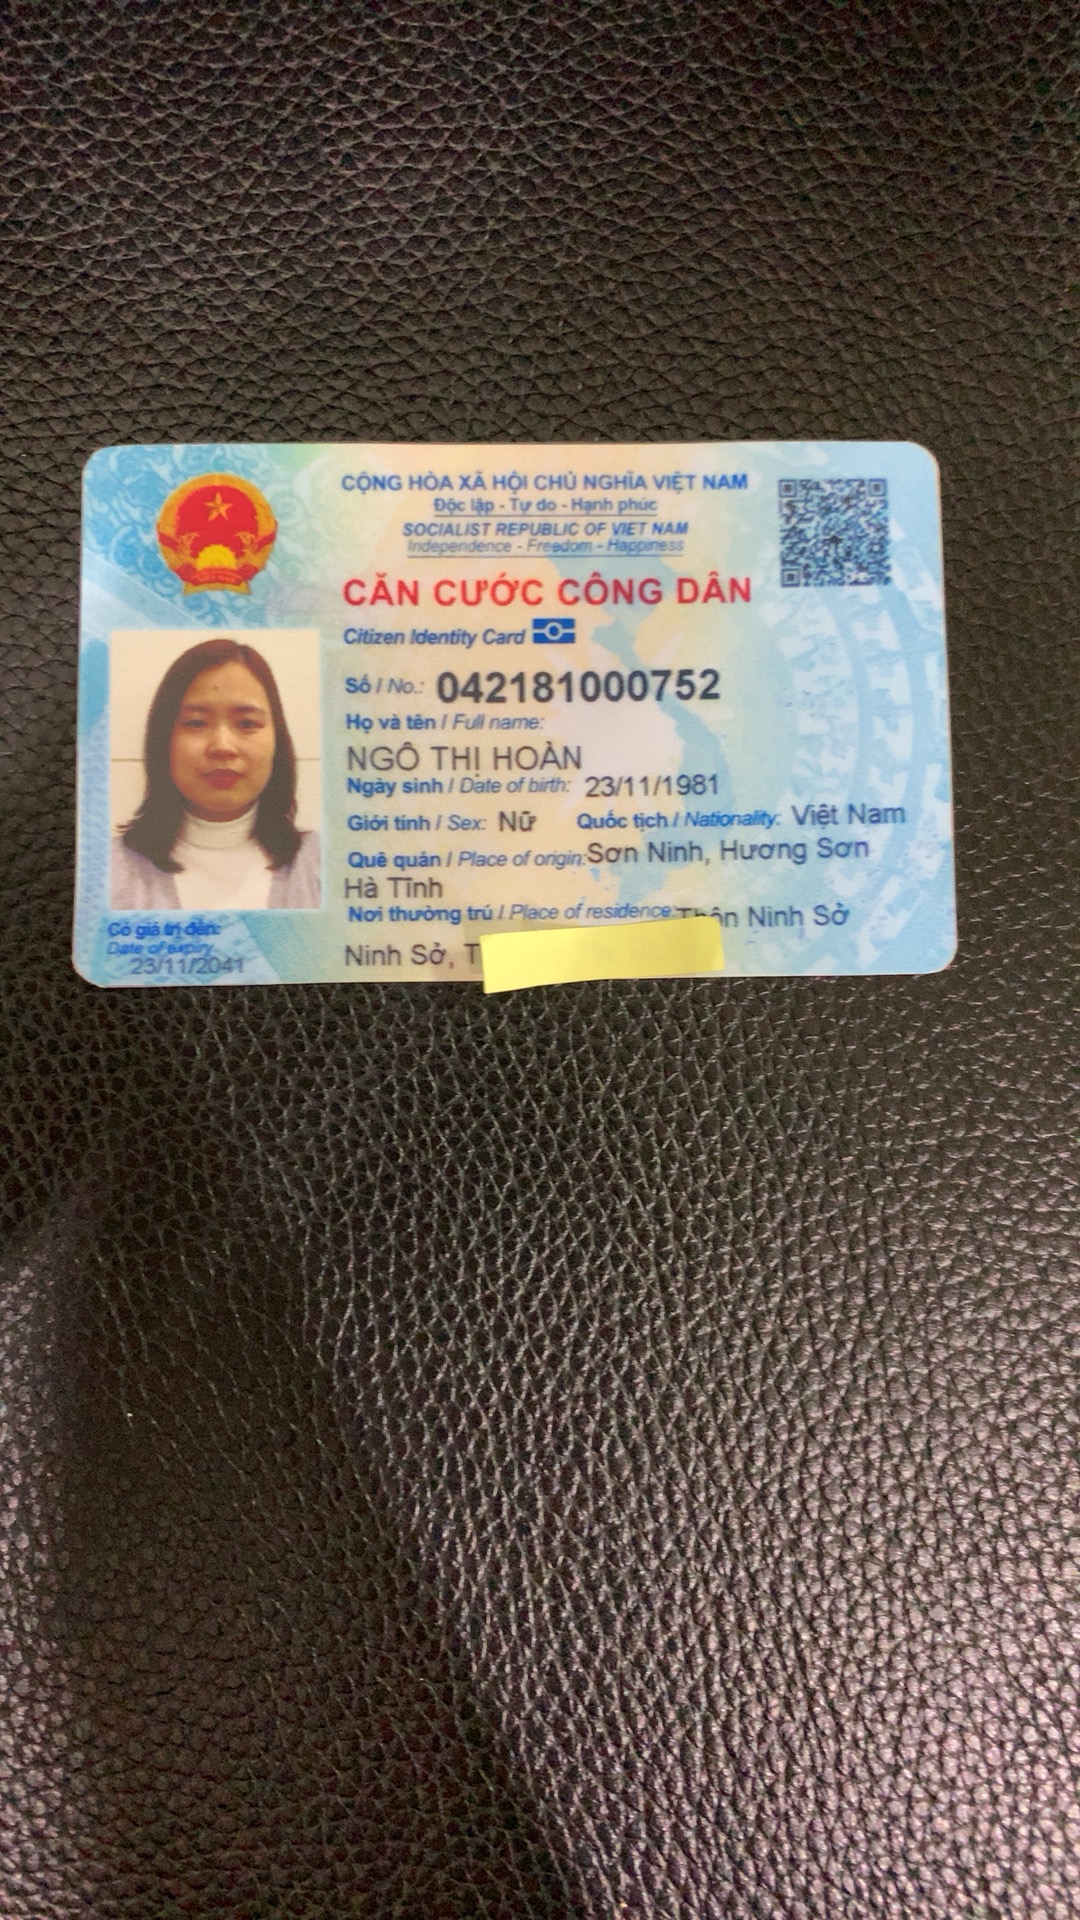 CỘNG HÒA XÃ HỘI CHỦ NGHĨA VIỆT NAM
Độc lập - Tự do - Hạnh phúc
SOCIALIST REPUBLIC OF VIET NAM
Independence - Freedom - Happiness
CĂN CƯỚC CÔNG DÂN
Citizen Identity Card
Số / No.: 042181000752
Họ và tên / Full name:
NGÔ THỊ HOÀN
Ngày sinh / Date of birth: 23/11/1981
Giới tính / Sex: Nữ Quốc tịch / Nationality: Việt Nam
Quê quán / Place of origin: Sơn Ninh, Hương Sơn
Hà Tĩnh
Nơi thường trú / Place of residence: Thôn Ninh Sở
Ninh Sở,
Có giá trị đến:
Date of expiry
23/11/2041